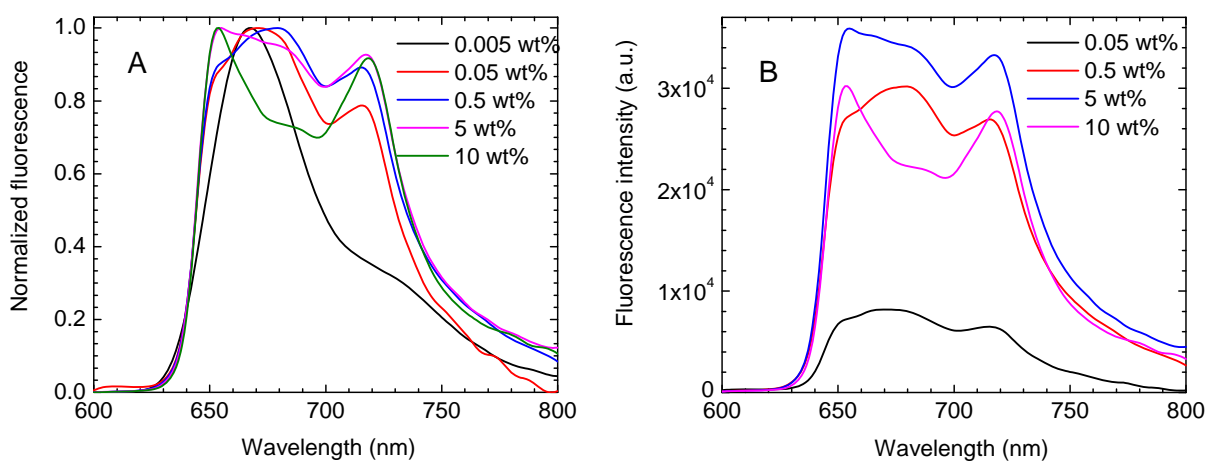 A
0.005 wt%
0.05 wt%
0.5 wt%
5 wt%
10 wt%
1.0
0.8
0.6
0.4
0.2
0.0
Normalized fluorescence
600 650 700 750 800
Wavelength (nm)
B
0.05 wt%
0.5 wt%
5 wt%
10 wt%
3x10⁴
2x10⁴
1x10⁴
0
Fluorescence intensity (a.u.)
600 650 700 750 800
Wavelength (nm)